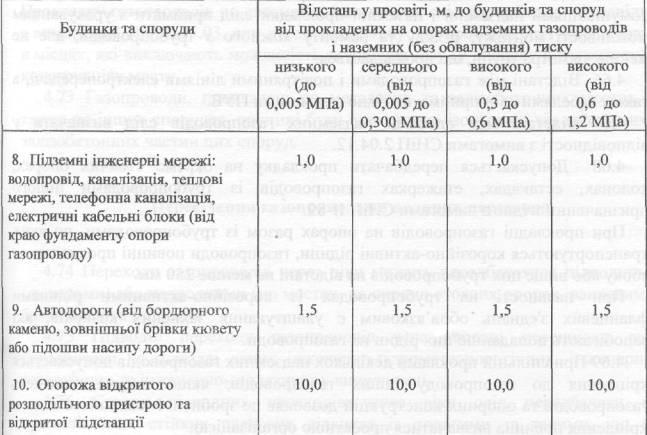 Будинки та споруди
Відстань у просвіті, м, до будинків та споруд
від прокладених на опорах надземних газопроводів
і наземних (без обвалування) тиску
низького
(до
0,005 МПа)
середнього
(від
0,005 до
0,300 МПа)
високого
(від
0,3 до
0,6 МПа)
високого
(від
0,6 до
1,2 МПа)
8. Підземні інженерні мережі:
водопровід, каналізація, теплові
мережі, телефонна каналізація,
електричні кабельні блоки (від
краю фундаменту опори
газопроводу)
1,0 1,0 1,0 1,0
9. Автодороги (від бордюрного
каменю, зовнішньої брівки кювету
або підошви насипу дороги)
1,5 1,5 1,5 1,5
10. Огорожа відкритого
розподільчого пристрою та
відкритої підстанції
10,0 10,0 10,0 10,0